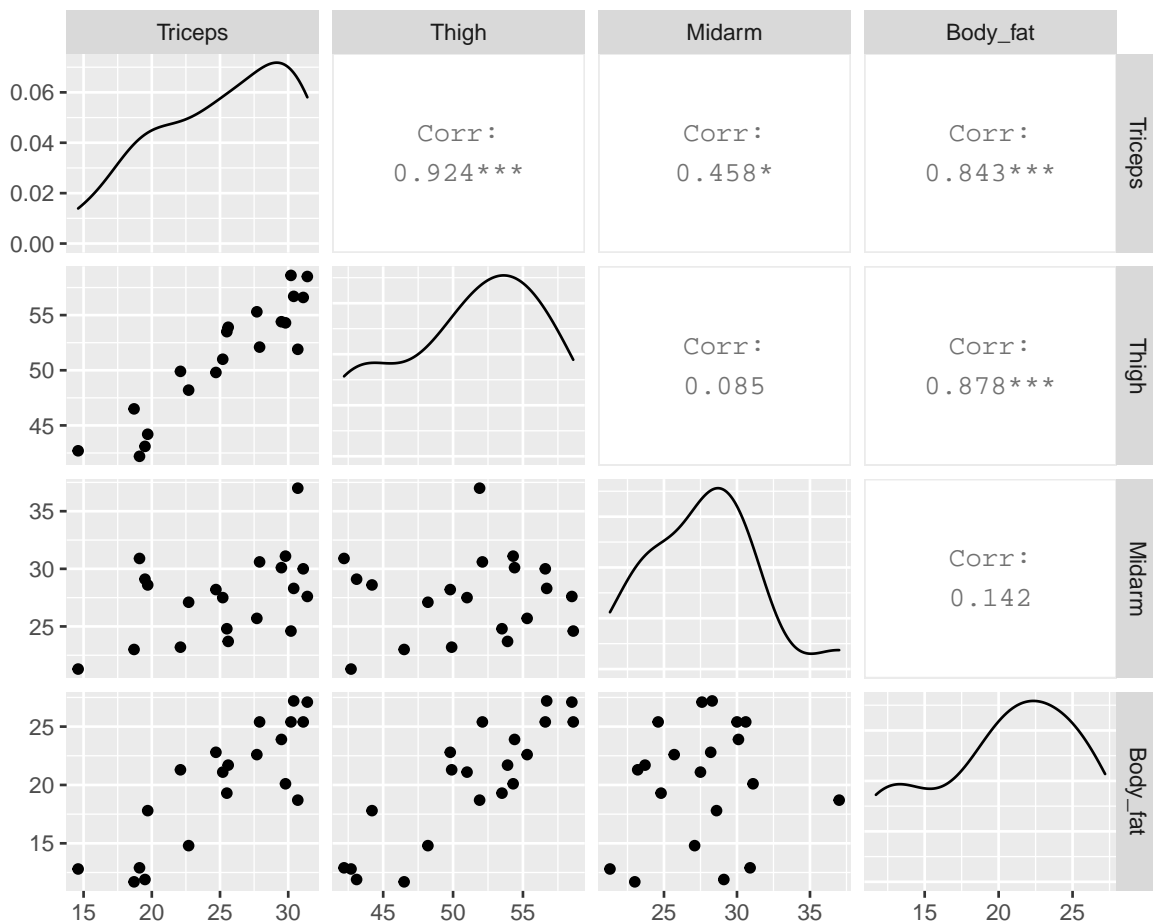 Triceps Thigh Midarm Body_fat
0.06
0.04
0.02
0.00
Corr:
0.924***
Corr:
0.458*
Corr:
0.843***
Triceps
55
50
45
Corr:
0.085
Corr:
0.878***
Thigh
35
30
25
Corr:
0.142
Midarm
25
20
15
Body_fat
15 20 25 30 45 50 55 25 30 35 15 20 25